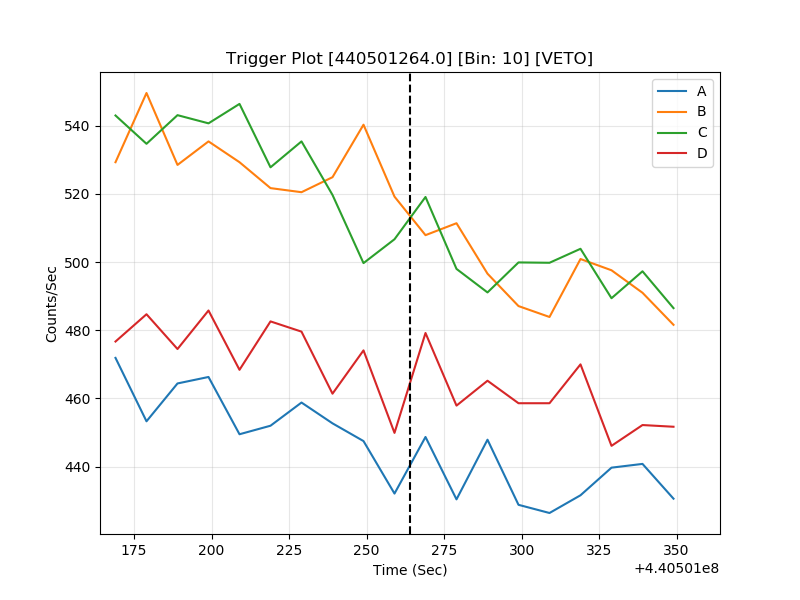 Trigger Plot [440501264.0] [Bin: 10] [VETO]
A
B
C
D
540
520
500
480
460
440
Counts/Sec
175 200 225 250 275 300 325 350
Time (Sec)
+4.40501e8